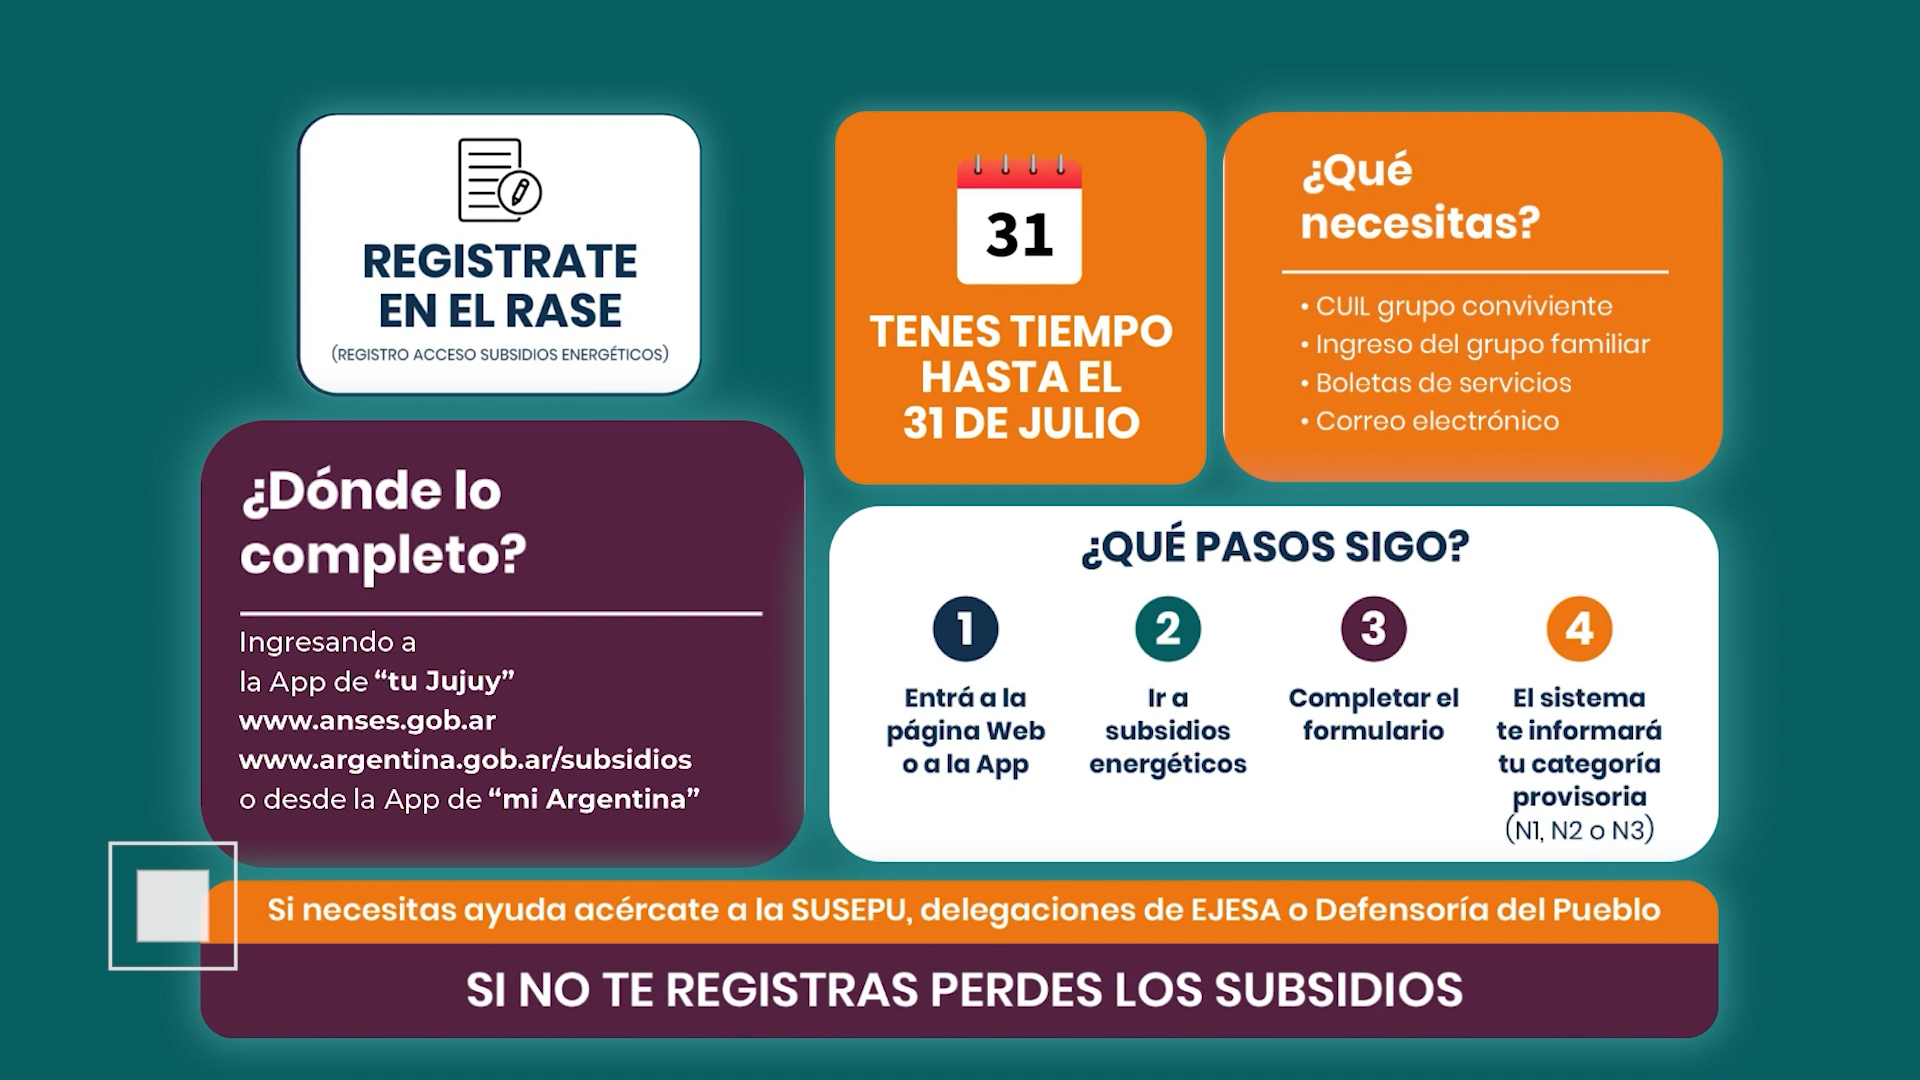 REGISTRATE
EN EL RASE
(REGISTRO ACCESO SUBSIDIOS ENERGÉTICOS)
31
TENES TIEMPO
HASTA EL
31 DE JULIO
¿Qué
necesitas?
• CUIL grupo conviviente
• Ingreso del grupo familiar
• Boletas de servicios
• Correo electrónico
¿Dónde lo
completo?
Ingresando a
la App de “tu Jujuy”
www.anses.gob.ar
www.argentina.gob.ar/subsidios
o desde la App de “mi Argentina”
¿QUÉ PASOS SIGO?
1
Entrá a la
página Web
o a la App
2
Ir a
subsidios
energéticos
3
Completar el
formulario
4
El sistema
te informará
tu categoría
provisoria
(N1, N2 o N3)
Si necesitas ayuda acércate a la SUSEPU, delegaciones de EJESA o Defensoría del Pueblo
SI NO TE REGISTRAS PERDES LOS SUBSIDIOS